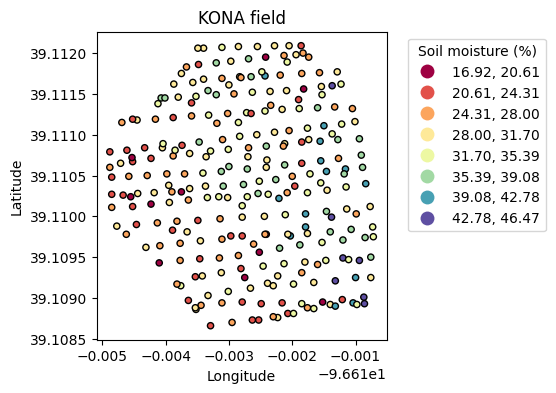 KONA field
39.1120
39.1115
39.1110
39.1105
39.1100
39.1095
39.1090
39.1085
Latitude
−0.005 −0.004 −0.003 −0.002 −0.001
−9.661e1
Longitude
Soil moisture (%)
16.92, 20.61
20.61, 24.31
24.31, 28.00
28.00, 31.70
31.70, 35.39
35.39, 39.08
39.08, 42.78
42.78, 46.47